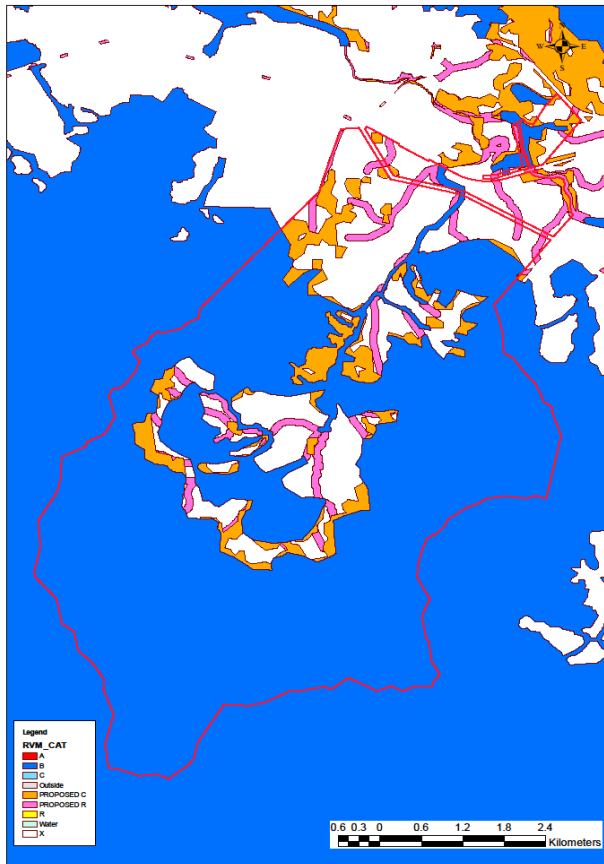 N
W E
S
Legend
RVM_CAT
A
B
C
Outside
PROPOSED C
PROPOSED R
R
Water
X
0.6 0.3 0 0.6 1.2 1.8 2.4
Kilometers